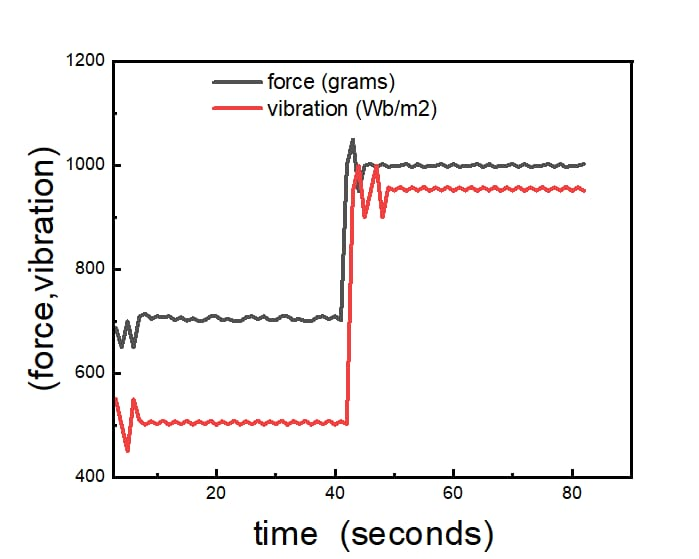 1200
force (grams)
vibration (Wb/m2)
1000
800
600
400
(force,vibration)
20 40 60 80
time (seconds)